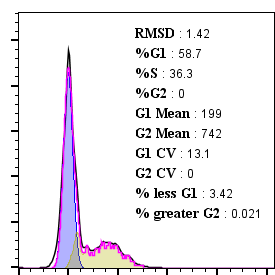 RMSD : 1.42
%G1 : 58.7
%S : 36.3
%G2 : 0
G1 Mean : 199
G2 Mean : 742
G1 CV : 13.1
G2 CV : 0
% less G1 : 3.42
% greater G2 : 0.021